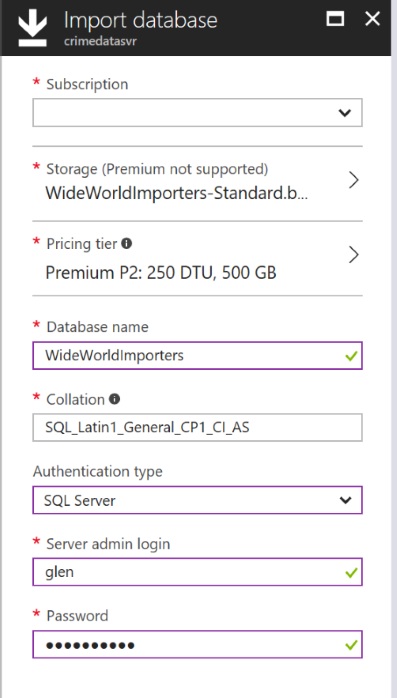 Import database
crimedatasvr
* Subscription
* Storage (Premium not supported)
WideWorldImporters-Standard.b...
* Pricing tier
Premium P2: 250 DTU, 500 GB
* Database name
WideWorldImporters
* Collation
SQL_Latin1_General_CP1_CI_AS
Authentication type
SQL Server
* Server admin login
glen
* Password
••••••••••